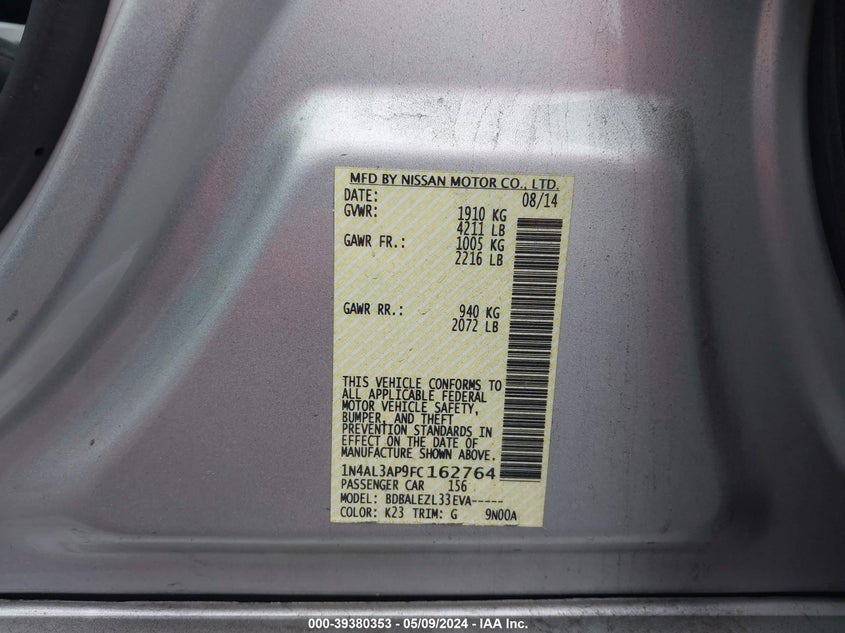 MFD BY NISSAN MOTOR CO., LTD.
DATE: 08/14
GVWR: 1910 KG
4211 LB
GAWR FR.: 1005 KG
2216 LB
GAWR RR.: 940 KG
2072 LB
THIS VEHICLE CONFORMS TO
ALL APPLICABLE FEDERAL
MOTOR VEHICLE SAFETY,
BUMPER, AND THEFT
PREVENTION STANDARDS IN
EFFECT ON THE DATE OF
MANUFACTURE SHOWN ABOVE.
1N4AL3AP9FC162764
PASSENGER CAR 156
MODEL: BDBALEZL33EVA-----
COLOR: K23 TRIM: G 9N00A
000-39380353 - 05/09/2024 - IAA Inc.